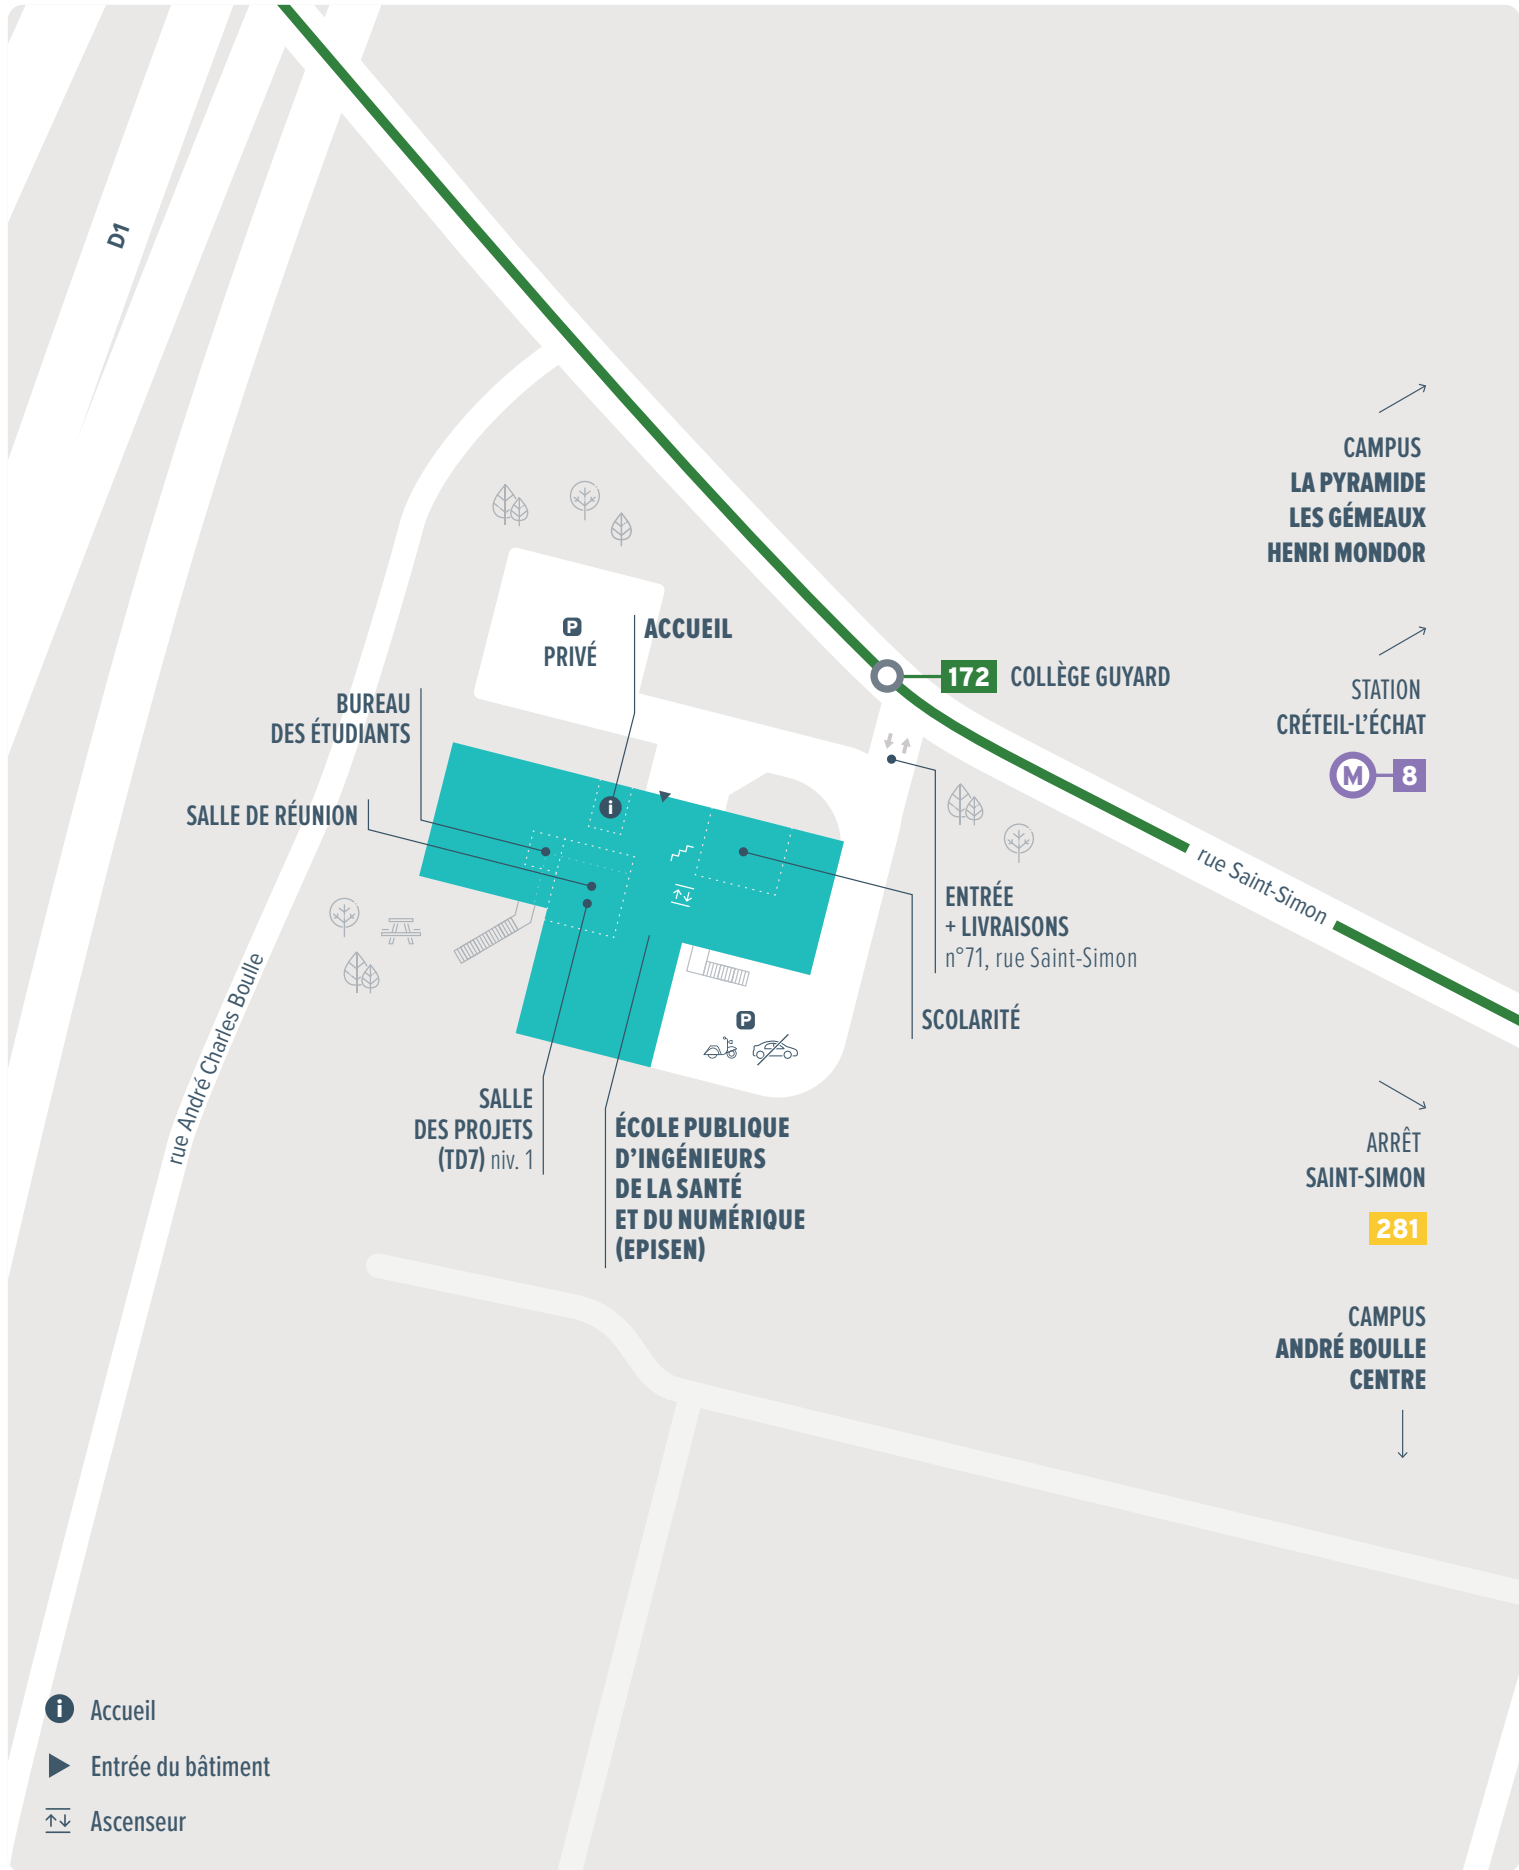 D1
CAMPUS
LA PYRAMIDE
LES GÉMEAUX
HENRI MONDOR
P
PRIVÉ
ACCUEIL
172 COLLÈGE GUYARD
STATION
CRÉTEIL-L'ÉCHAT
M 8
BUREAU
DES ÉTUDIANTS
SALLE DE RÉUNION
i
rue Saint-Simon
ENTRÉE
+ LIVRAISONS
n°71, rue Saint-Simon
SCOLARITÉ
P
rue André Charles Boulle
SALLE
DES PROJETS
(TD7) niv. 1
ÉCOLE PUBLIQUE
D'INGÉNIEURS
DE LA SANTÉ
ET DU NUMÉRIQUE
(EPISEN)
ARRÊT
SAINT-SIMON
281
CAMPUS
ANDRÉ BOULLE
CENTRE
i Accueil
Entrée du bâtiment
Ascenseur